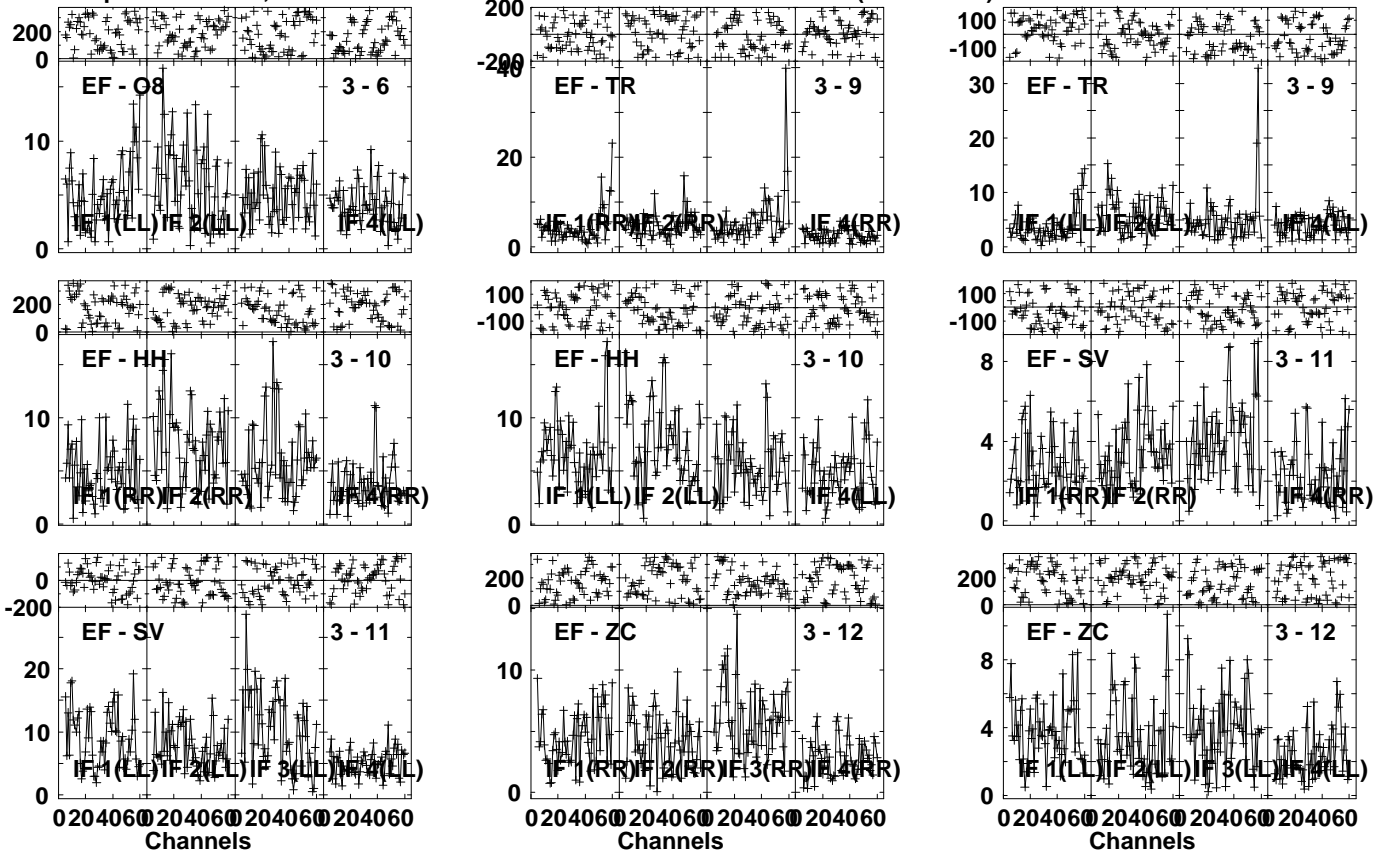 200
0
EF - O8
3 - 6
10
0
IF 1(LL)
IF 2(LL)
IF 4(LL)
200
-200
40
EF - TR
3 - 9
20
0
IF 1(RR)
IF 2(RR)
IF 4(RR)
100
-100
30
EF - TR
3 - 9
20
10
0
IF 1(LL)
IF 2(LL)
IF 4(LL)
200
0
EF - HH
3 - 10
10
0
IF 1(RR)
IF 2(RR)
IF 4(RR)
100
-100
EF - HH
3 - 10
10
0
IF 1(LL)
IF 2(LL)
IF 4(LL)
100
-100
8
EF - SV
3 - 11
4
0
IF 1(RR)
IF 2(RR)
IF 4(RR)
0
-200
EF - SV
3 - 11
20
10
0
IF 1(LL)
IF 2(LL)
IF 3(LL)
IF 4(LL)
0 20 40 60 0 20 40 60 0 20 40 60 0 20 40 60
Channels
200
0
EF - ZC
3 - 12
10
0
IF 1(RR)
IF 2(RR)
IF 3(RR)
IF 4(RR)
0 20 40 60 0 20 40 60 0 20 40 60 0 20 40 60
Channels
200
0
EF - ZC
3 - 12
8
4
0
IF 1(LL)
IF 2(LL)
IF 3(LL)
IF 4(LL)
0 20 40 60 0 20 40 60 0 20 40 60 0 20 40 60
Channels